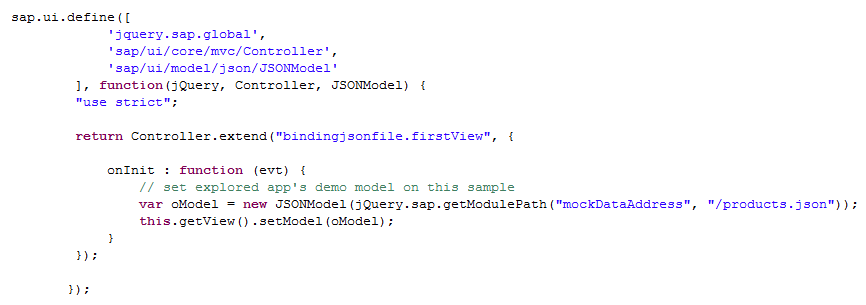 sap.ui.define([
'jquery.sap.global',
'sap/ui/core/mvc/Controller',
'sap/ui/model/json/JSONModel'
], function(jQuery, Controller, JSONModel) {
"use strict";
return Controller.extend("bindingjsonfile.firstView", {
onInit : function (evt) {
// set explored app's demo model on this sample
var oModel = new JSONModel(jQuery.sap.getModulePath("mockDataAddress", "/products.json"));
this.getView().setModel(oModel);
}
});
});